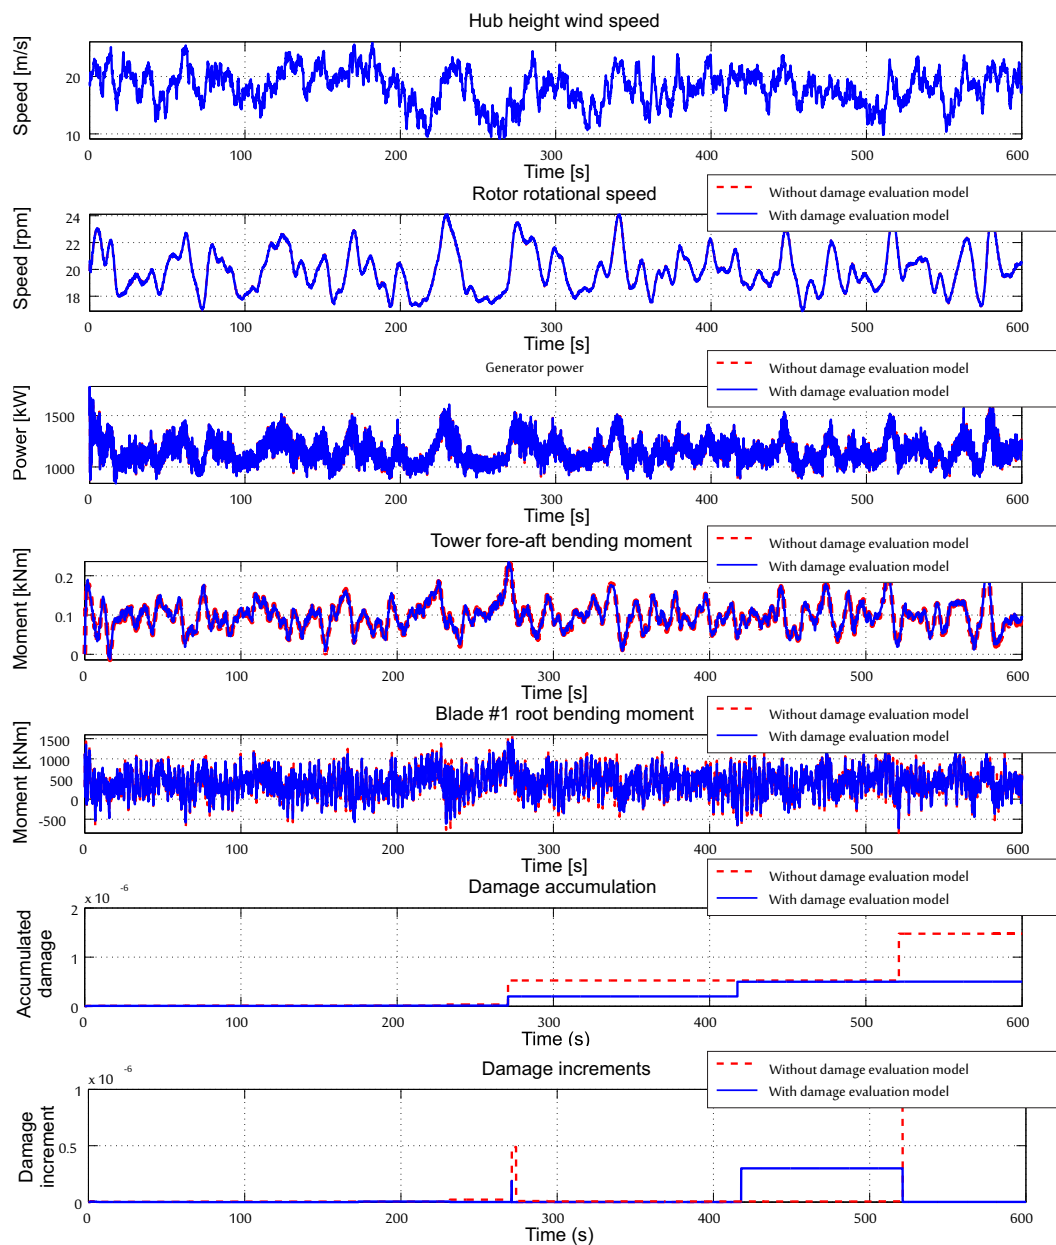 Hub height wind speed
Speed [m/s]
20
10
0 100 200 300 400 500 600
Time [s]
Without damage evaluation model
With damage evaluation model
Rotor rotational speed
Speed [rpm]
24
22
20
18
0 100 200 300 400 500 600
Time [s]
Without damage evaluation model
With damage evaluation model
Generator power
Power [kW]
1500
1000
0 100 200 300 400 500 600
Time [s]
Without damage evaluation model
With damage evaluation model
Tower fore-aft bending moment
Moment [kNm]
0.2
0.1
0
0 100 200 300 400 500 600
Time [s]
Without damage evaluation model
With damage evaluation model
Blade #1 root bending moment
Moment [kNm]
1500
1000
500
0
-500
0 100 200 300 400 500 600
Time [s]
Without damage evaluation model
With damage evaluation model
Damage accumulation
x 10 -6
Accumulated
damage
2
1
0
0 100 200 300 400 500 600
Time (s)
Without damage evaluation model
With damage evaluation model
Damage increments
x 10 -6
Damage
increment
1
0.5
0
0 100 200 300 400 500 600
Time (s)